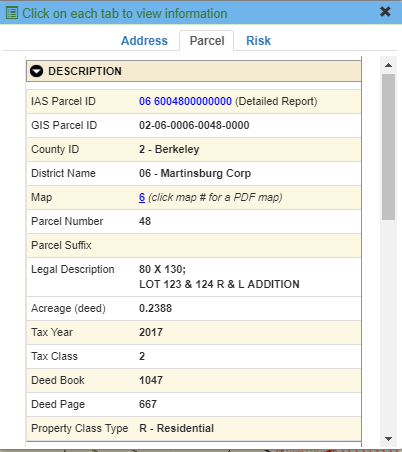 Click on each tab to view information
Address Parcel Risk
DESCRIPTION
IAS Parcel ID 06 6004800000000 (Detailed Report)
GIS Parcel ID 02-06-0006-0048-0000
County ID 2 - Berkeley
District Name 06 - Martinsburg Corp
Map 6 (click map # for a PDF map)
Parcel Number 48
Parcel Suffix
Legal Description 80 X 130;
LOT 123 & 124 R & L ADDITION
Acreage (deed) 0.2388
Tax Year 2017
Tax Class 2
Deed Book 1047
Deed Page 667
Property Class Type R - Residential